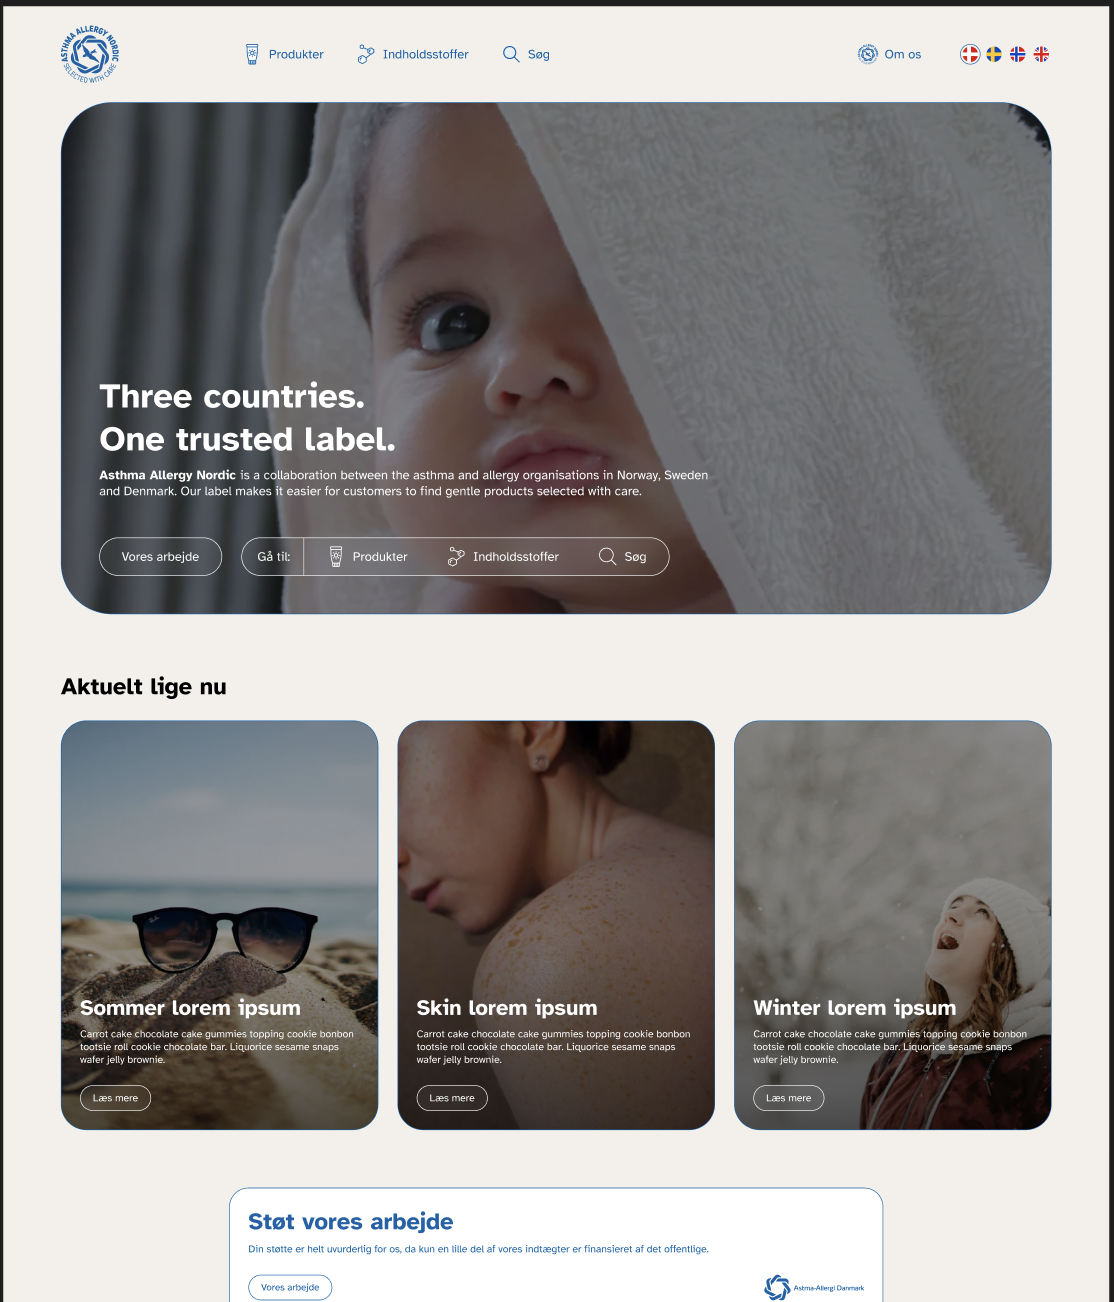 ASTHMA ALLERGY NORDIC
SELECTED WITH CARE
Produkter
Indholdsstoffer
Søg
Om os
Three countries.
One trusted label.
Asthma Allergy Nordic is a collaboration between the asthma and allergy organisations in Norway, Sweden
and Denmark. Our label makes it easier for customers to find gentle products selected with care.
Vores arbejde
Gå til:
Produkter
Indholdsstoffer
Søg
Aktuelt lige nu
Sommer lorem ipsum
Carrot cake chocolate cake gummies topping cookie bonbon
tootsie roll cookie chocolate bar. Liquorice sesame snaps
wafer jelly brownie.
Læs mere
Skin lorem ipsum
Carrot cake chocolate cake gummies topping cookie bonbon
tootsie roll cookie chocolate bar. Liquorice sesame snaps
wafer jelly brownie.
Læs mere
Winter lorem ipsum
Carrot cake chocolate cake gummies topping cookie bonbon
tootsie roll cookie chocolate bar. Liquorice sesame snaps
wafer jelly brownie.
Læs mere
Støt vores arbejde
Din støtte er helt uvurderlig for os, da kun en lille del af vores indtægter er finansieret af det offentlige.
Vores arbejde
Astma-Allergi Danmark